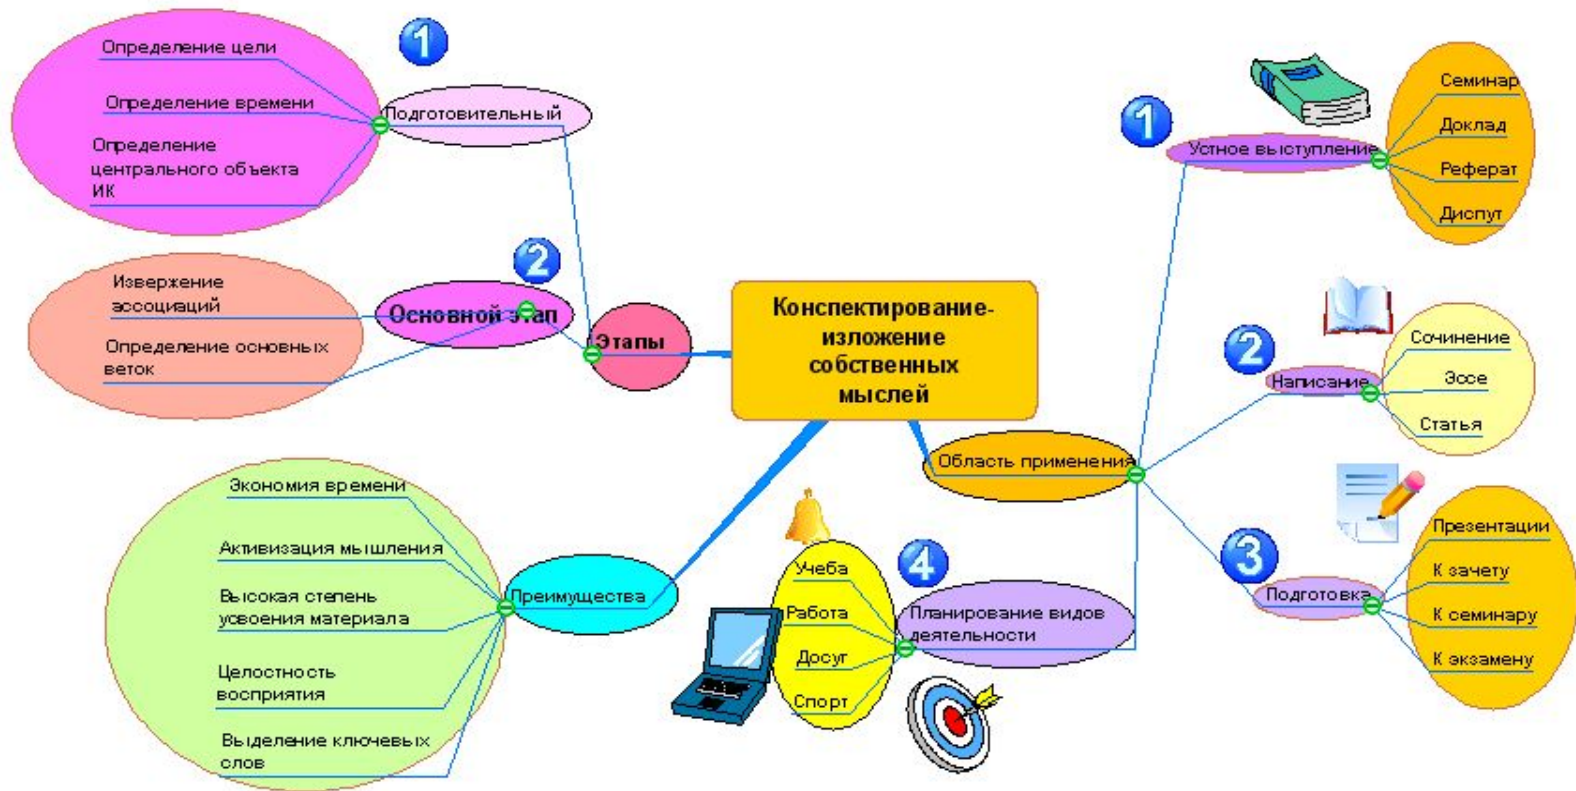 Конспектирование-
изложение
собственных
мыслей
Этапы
1
Подготовительный
Определение цели
Определение времени
Определение
центрального объекта
ИК
2
Основной этап
Извержение
ассоциаций
Определение основных
веток
Преимущества
Экономия времени
Активизация мышления
Высокая степень
усвоения материала
Целостность
восприятия
Выделение ключевых
слов
Область применения
1
Устное выступление
Семинар
Доклад
Реферат
Диспут
2
Написание
Сочинение
Эссе
Статья
3
Подготовка
Презентации
К зачету
К семинару
К экзамену
4
Планирование видов
деятельности
Учеба
Работа
Досуг
Спорт